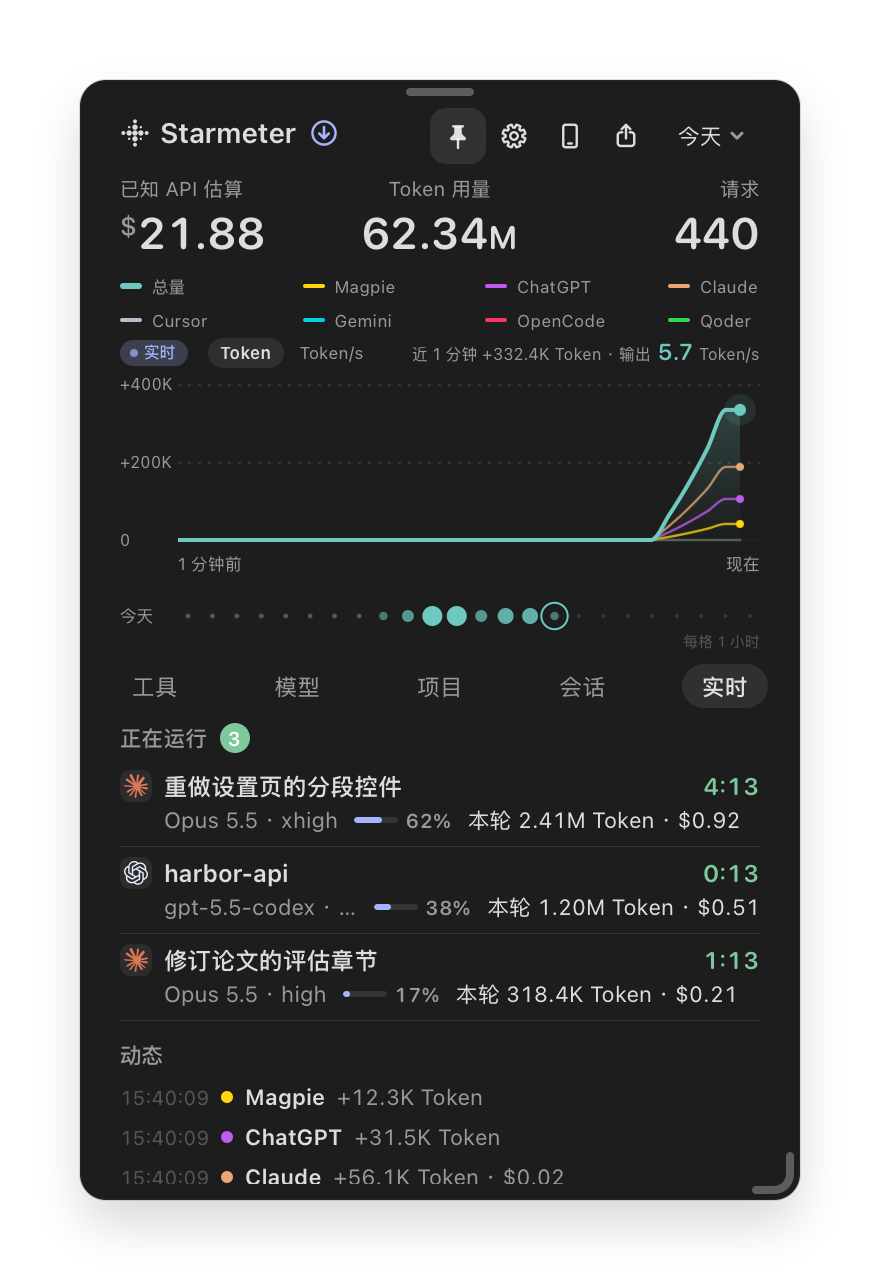 Starmeter 今天
已知 API 估算 Token 用量 请求
$21.88 62.34M 440
总量 Magpie ChatGPT Claude
Cursor Gemini OpenCode Qoder
实时 Token Token/s 近 1 分钟 +332.4K Token · 输出 5.7 Token/s
+400K
+200K
0
1 分钟前 现在
今天
每格 1 小时
工具 模型 项目 会话 实时
正在运行 3
重做设置页的分段控件 4:13
Opus 5.5 · xhigh 62% 本轮 2.41M Token · $0.92
harbor-api 0:13
gpt-5.5-codex · ... 38% 本轮 1.20M Token · $0.51
修订论文的评估章节 1:13
Opus 5.5 · high 17% 本轮 318.4K Token · $0.21
动态
15:40:09 Magpie +12.3K Token
15:40:09 ChatGPT +31.5K Token
15:40:09 Claude +56.1K Token · $0.02